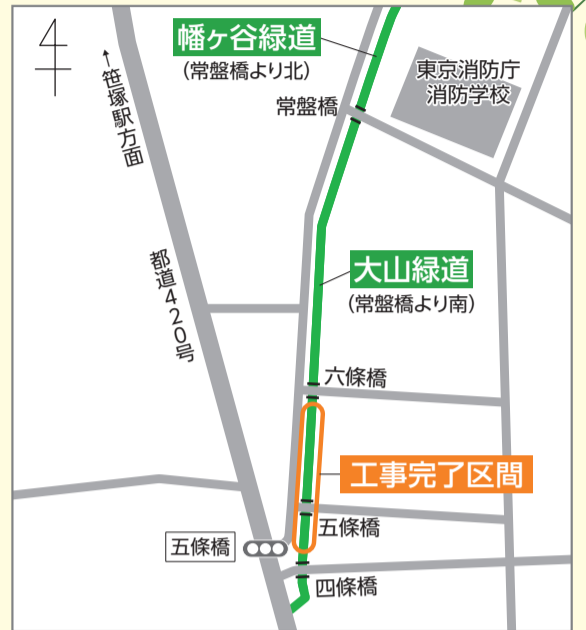 幡ヶ谷緑道
(常盤橋より北)
東京消防庁
消防学校
←笹塚駅方面
常盤橋
都道420号
大山緑道
(常盤橋より南)
六條橋
工事完了区間
五條橋
五條橋
四條橋